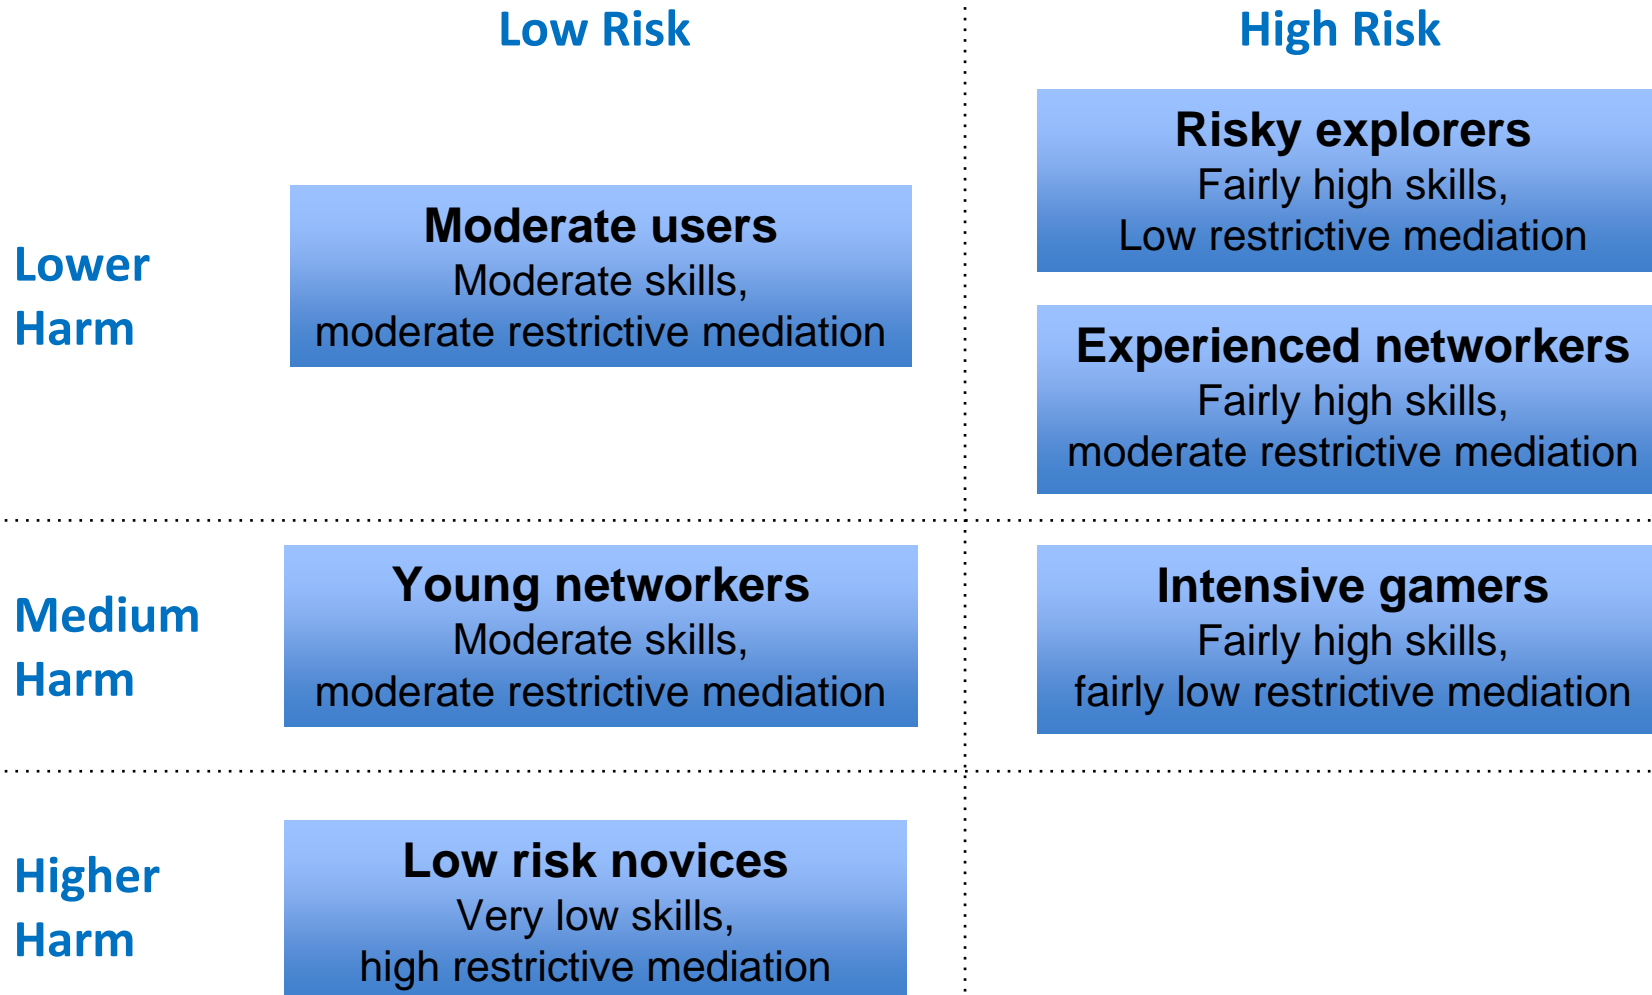 Low Risk
High Risk
Lower
Harm
Moderate users
Moderate skills,
moderate restrictive mediation
Risky explorers
Fairly high skills,
Low restrictive mediation
Experienced networkers
Fairly high skills,
moderate restrictive mediation
Medium
Harm
Young networkers
Moderate skills,
moderate restrictive mediation
Intensive gamers
Fairly high skills,
fairly low restrictive mediation
Higher
Harm
Low risk novices
Very low skills,
high restrictive mediation